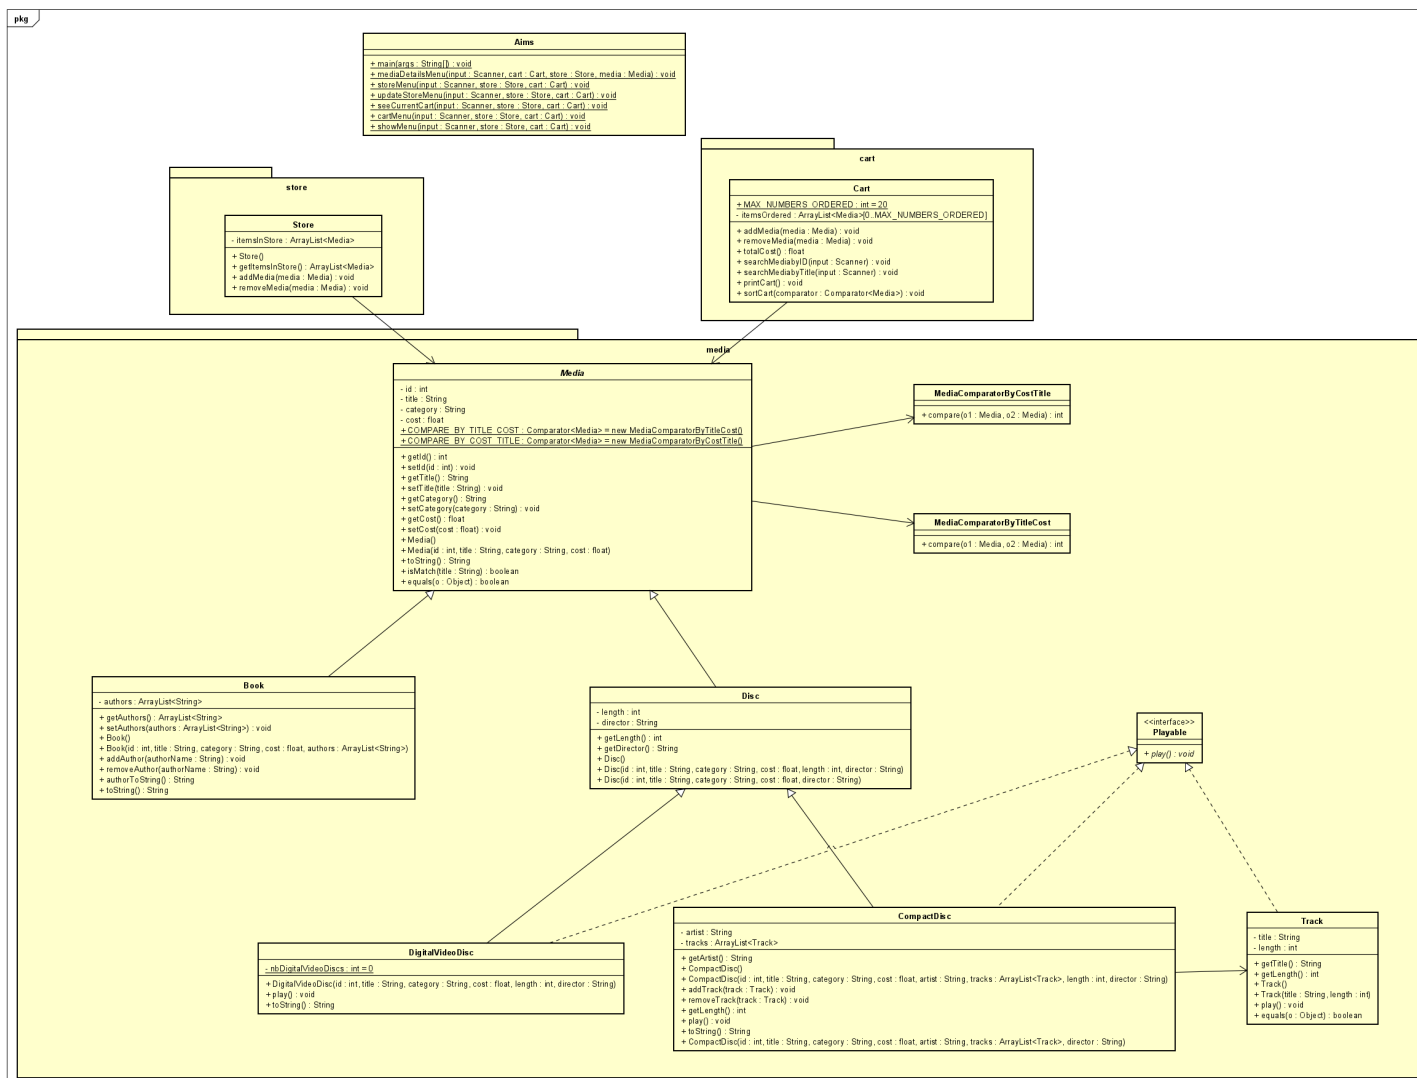 pkg
Aims
+ main(args : String[]) : void
+ mediaDetailsMenu(input : Scanner, cart : Cart, store : Store, media : Media) : void
+ storeMenu(input : Scanner, store : Store, cart : Cart) : void
+ updateStoreMenu(input : Scanner, store : Store, cart : Cart) : void
+ seeCurrentCart(input : Scanner, store : Store, cart : Cart) : void
+ cartMenu(input : Scanner, store : Store, cart : Cart) : void
+ showMenu(input : Scanner, store : Store, cart : Cart) : void
store
Store
- itemsInStore : ArrayList<Media>
+ Store()
+ getItemsInStore() : ArrayList<Media>
+ addMedia(media : Media) : void
+ removeMedia(media : Media) : void
cart
Cart
+ MAX_NUMBERS_ORDERED : int = 20
- itemsOrdered : ArrayList<Media>[0..MAX_NUMBERS_ORDERED]
+ addMedia(media : Media) : void
+ removeMedia(media : Media) : void
+ totalCost() : float
+ searchMediabyID(input : Scanner) : void
+ searchMediabyTitle(input : Scanner) : void
+ printCart() : void
+ sortCart(comparator : Comparator<Media>) : void
media
Media
- id : int
- title : String
- category : String
- cost : float
+ COMPARE_BY_TITLE_COST : Comparator<Media> = new MediaComparatorByTitleCost()
+ COMPARE_BY_COST_TITLE : Comparator<Media> = new MediaComparatorByCostTitle()
+ getId() : int
+ setId(id : int) : void
+ getTitle() : String
+ setTitle(title : String) : void
+ getCategory() : String
+ setCategory(category : String) : void
+ getCost() : float
+ setCost(cost : float) : void
+ Media()
+ Media(id : int, title : String, category : String, cost : float)
+ toString() : String
+ isMatch(title : String) : boolean
+ equals(o : Object) : boolean
MediaComparatorByCostTitle
+ compare(o1 : Media, o2 : Media) : int
MediaComparatorByTitleCost
+ compare(o1 : Media, o2 : Media) : int
Book
- authors : ArrayList<String>
+ getAuthors() : ArrayList<String>
+ setAuthors(authors : ArrayList<String>) : void
+ Book()
+ Book(id : int, title : String, category : String, cost : float, authors : ArrayList<String>)
+ addAuthor(authorName : String) : void
+ removeAuthor(authorName : String) : void
+ authorToString() : String
+ toString() : String
Disc
- length : int
- director : String
+ getLength() : int
+ getDirector() : String
+ Disc()
+ Disc(id : int, title : String, category : String, cost : float, length : int, director : String)
+ Disc(id : int, title : String, category : String, cost : float, director : String)
<<interface>>
Playable
+ play() : void
DigitalVideoDisc
- nbDigitalVideoDiscs : int = 0
+ DigitalVideoDisc(id : int, title : String, category : String, cost : float, length : int, director : String)
+ play() : void
+ toString() : String
CompactDisc
- artist : String
- tracks : ArrayList<Track>
+ getArtist() : String
+ CompactDisc()
+ CompactDisc(id : int, title : String, category : String, cost : float, artist : String, tracks : ArrayList<Track>, length : int, director : String)
+ addTrack(track : Track) : void
+ removeTrack(track : Track) : void
+ getLength() : int
+ play() : void
+ toString() : String
+ CompactDisc(id : int, title : String, category : String, cost : float, artist : String, tracks : ArrayList<Track>, director : String)
Track
- title : String
- length : int
+ getTitle() : String
+ getLength() : int
+ Track()
+ Track(title : String, length : int)
+ play() : void
+ equals(o : Object) : boolean